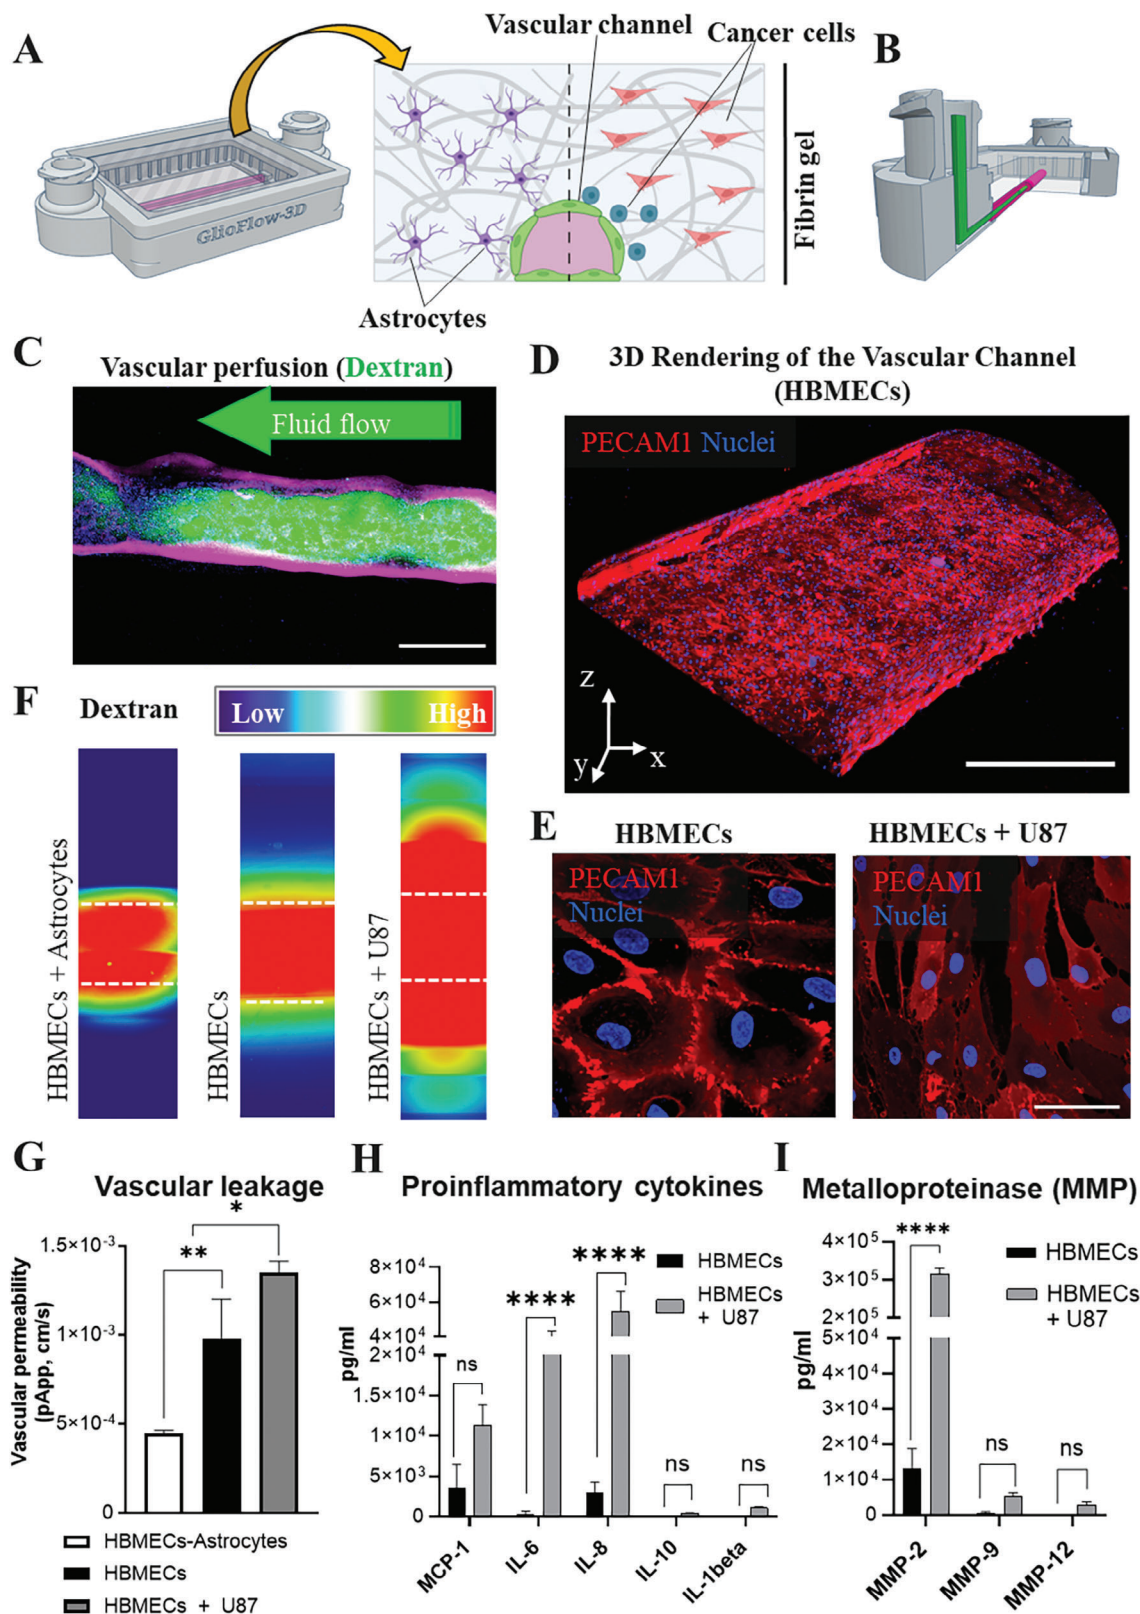 A
Vascular channel
Cancer cells
B
GlioFlow-3D
Fibrin gel
Astrocytes
C
Vascular perfusion (Dextran)
Fluid flow
D
3D Rendering of the Vascular Channel
(HBMECs)
PECAM1 Nuclei
z
y
x
F
Dextran
Low
High
HBMECs + Astrocytes
HBMECs
HBMECs + U87
E
HBMECs
HBMECs + U87
PECAM1
Nuclei
PECAM1
Nuclei
G
Vascular leakage
Vascular permeability
(pApp, cm/s)
1.5×10⁻³
1×10⁻³
5×10⁻⁴
0
**
*
HBMECs-Astrocytes
HBMECs
HBMECs + U87
H
Proinflammatory cytokines
pg/ml
8×10⁴
6×10⁴
4×10⁴
2×10⁴
1.5×10⁴
1×10⁴
5×10³
0
ns
****
****
ns
ns
HBMECs
HBMECs
+ U87
MCP-1
IL-6
IL-8
IL-10
IL-1beta
I
Metalloproteinase (MMP)
pg/ml
4×10⁵
3×10⁵
2×10⁵
5×10⁴
4×10⁴
2×10⁴
1×10⁴
0
****
ns
ns
HBMECs
HBMECs
+ U87
MMP-2
MMP-9
MMP-12